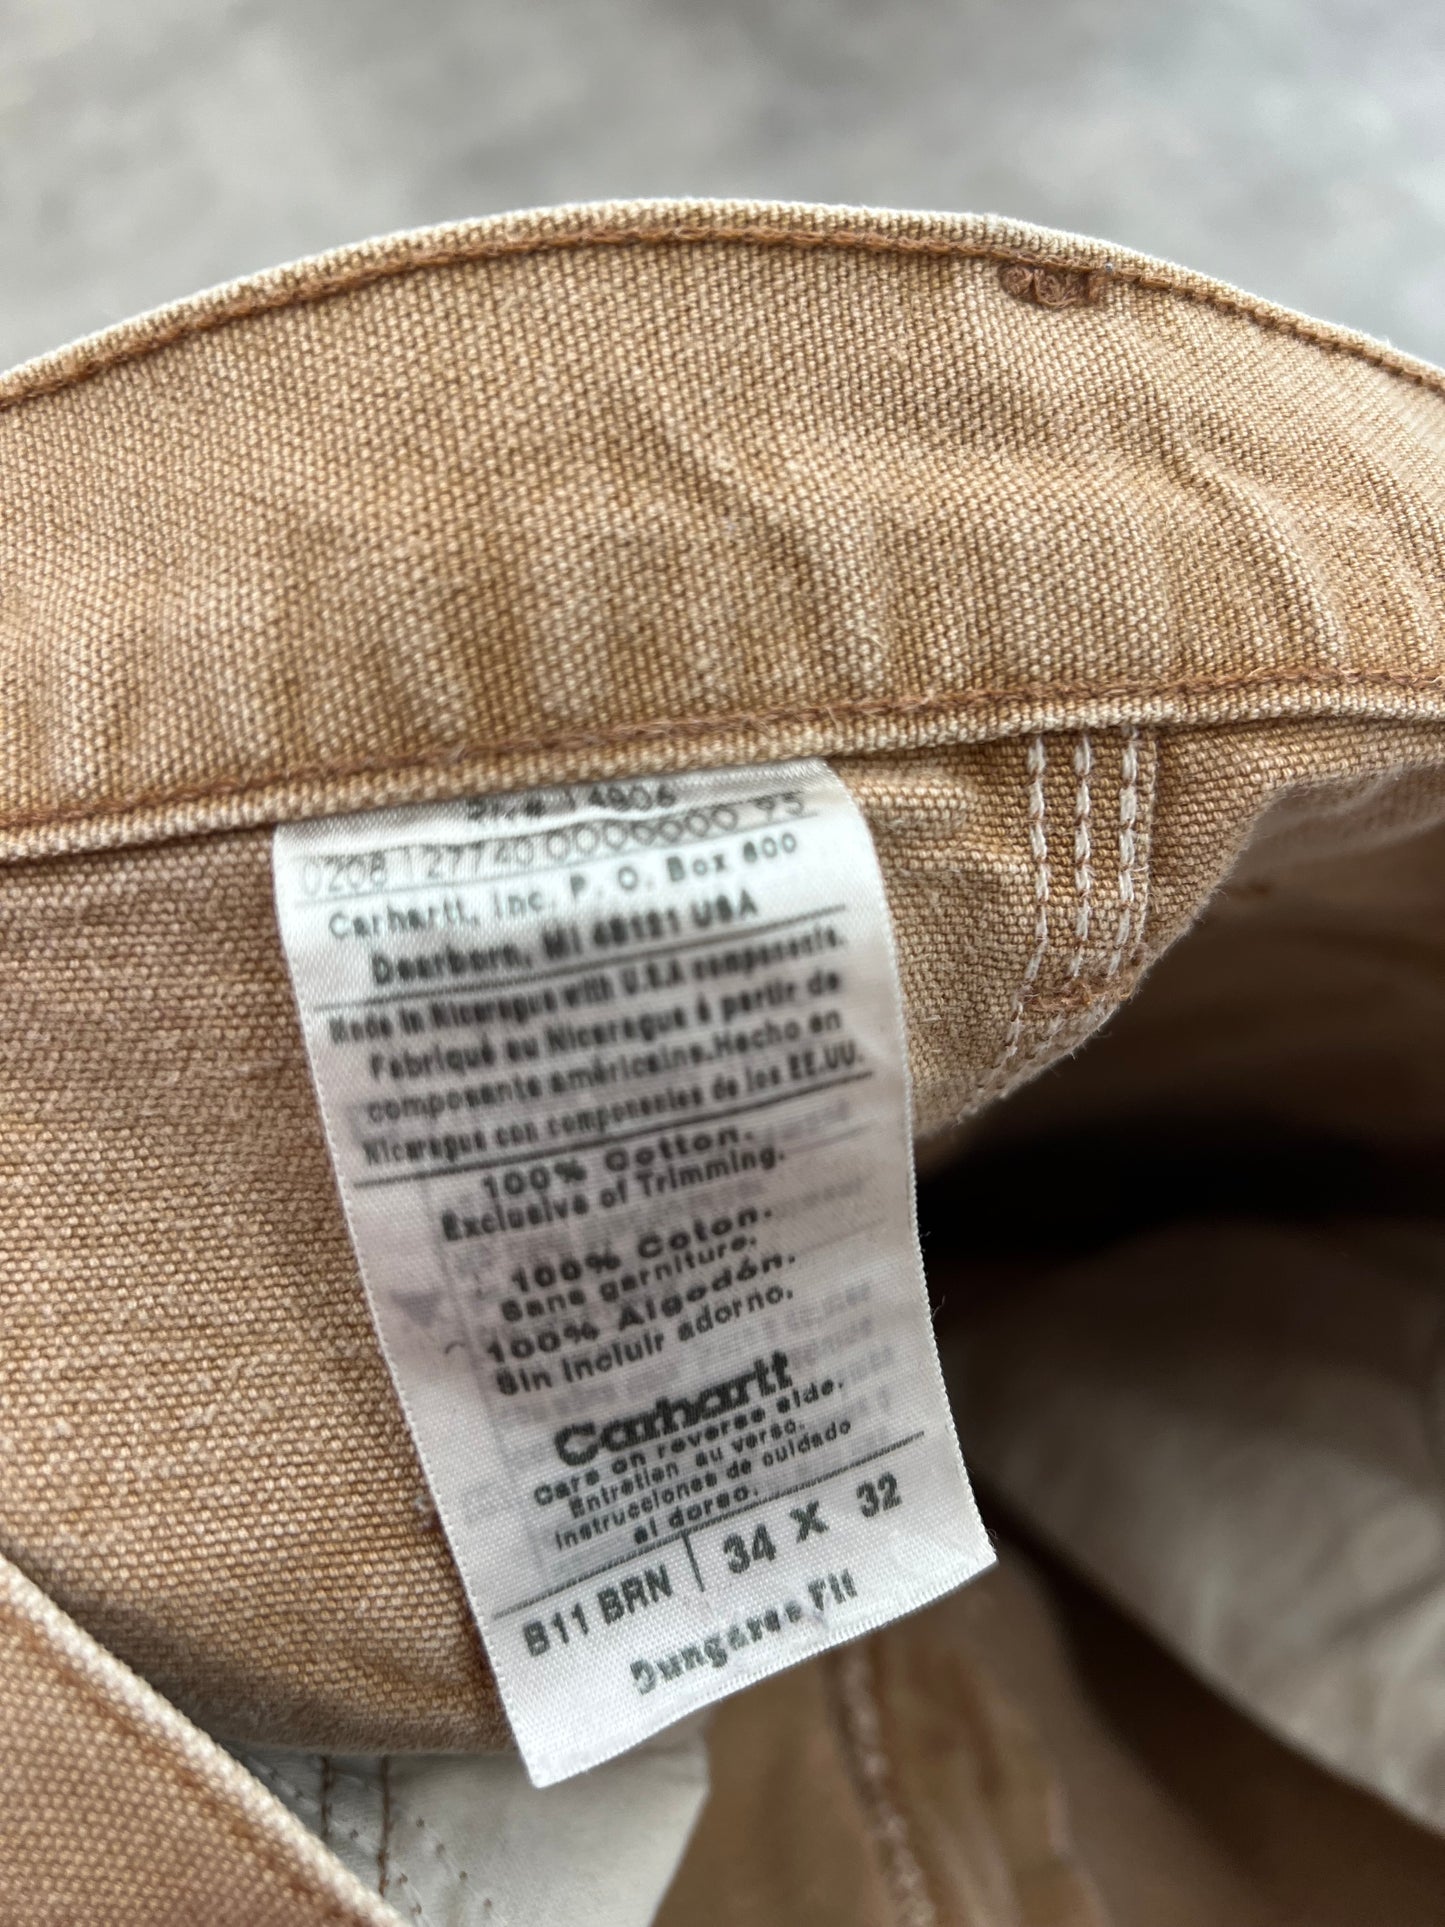 RN# 14806
0208 127740 0000000 95
Carhartt, Inc. P. O. Box 600
Dearborn, MI 48121 USA
Made in Nicaragua with U.S.A components.
Fabriqué au Nicaragua à partir de
composante américains.Hecho en
Nicaragua con componentes de los EE.UU.
100% Cotton.
Exclusive of Trimming.
100% Coton.
Sans garniture.
100% Algodón.
Sin incluir adorno.
Carhartt
Care on reverse side.
Entretien au verso.
Instrucciones de cuidado
al dorso.
B11 BRN | 34 X 32
Dungaree Fit